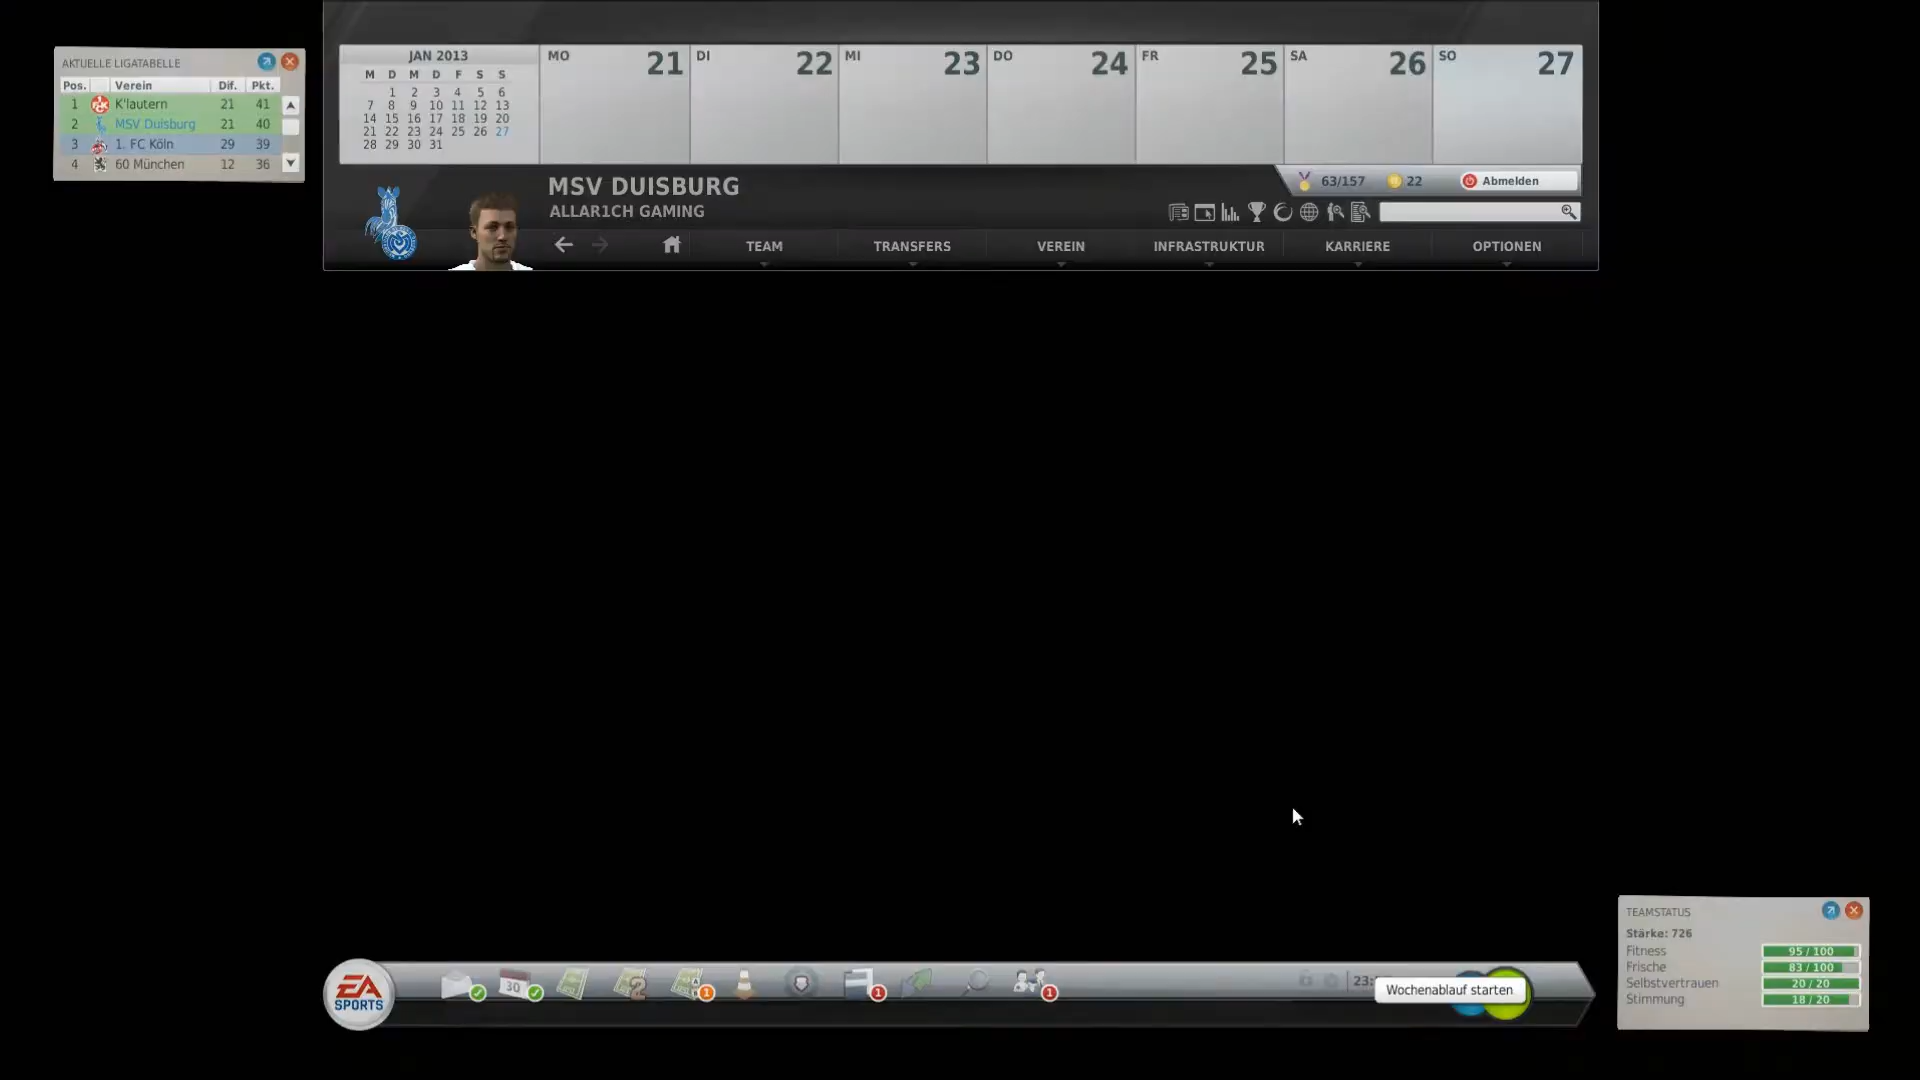 JAN 2013
M D M D F S S
1 2 3 4 5 6
7 8 9 10 11 12 13
14 15 16 17 18 19 20
21 22 23 24 25 26 27
28 29 30 31
MO 21
DI 22
MI 23
DO 24
FR 25
SA 26
SO 27
AKTUELLE LIGATABELLE
Pos. Verein Dif. Pkt.
1 K'lautern 21 41
2 MSV Duisburg 21 40
3 1. FC Köln 29 39
4 60 München 12 36
63/157 22 Abmelden
MSV DUISBURG
ALLAR1CH GAMING
TEAM TRANSFERS VEREIN INFRASTRUKTUR KARRIERE OPTIONEN
TEAMSTATUS
Stärke: 726
Fitness 95 / 100
Frische 83 / 100
Selbstvertrauen 20 / 20
Stimmung 18 / 20
EA
SPORTS
30
2
1
1
1
23:
Wochenablauf starten